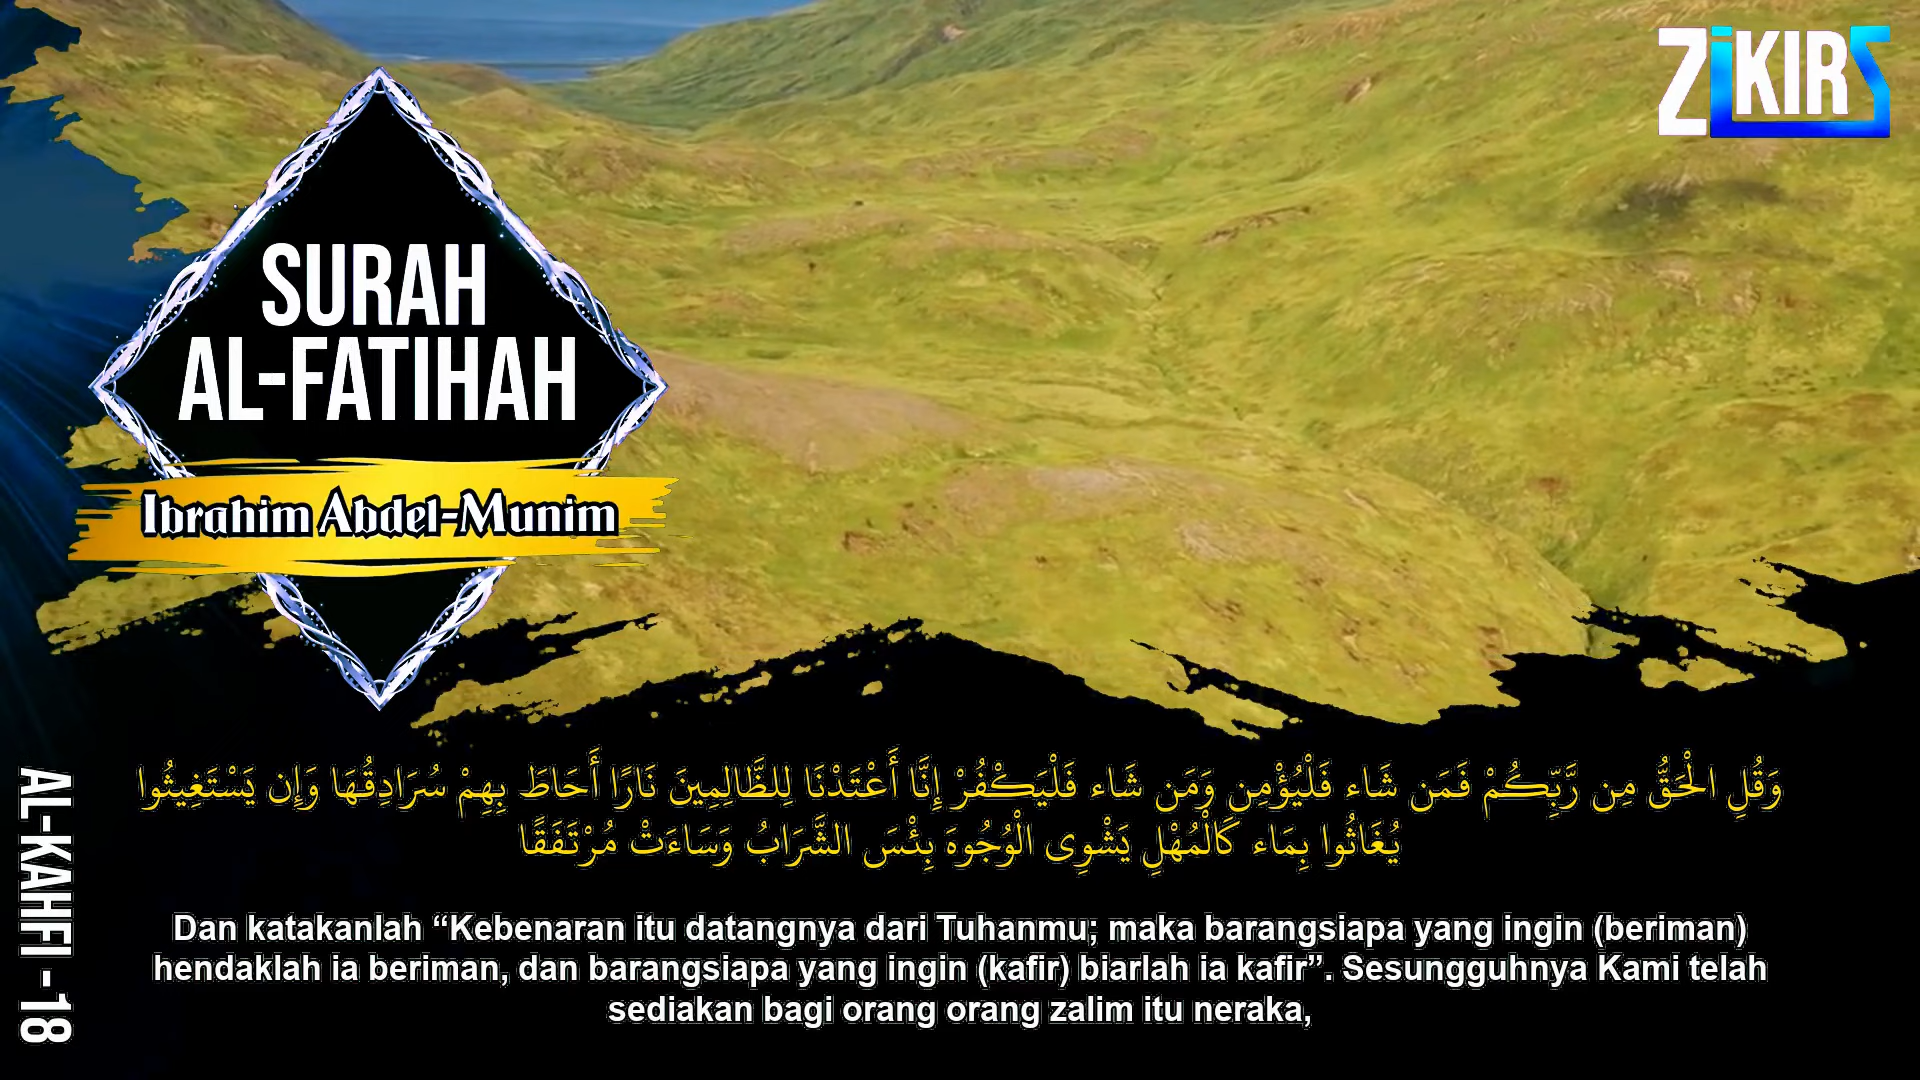 ZiKIRS
SURAH
AL-FATIHAH
Ibrahim Abdel-Munim
وَقُلِ الْحَقُّ مِن رَّبِّكُمْ فَمَن شَاء فَلْيُؤْمِن وَمَن شَاء فَلْيَكْفُرْ إِنَّا أَعْتَدْنَا لِلظَّالِمِينَ نَارًا أَحَاطَ بِهِمْ سُرَادِقُهَا وَإِن يَسْتَغِيثُوا
يُغَاثُوا بِمَاء كَالْمُهْلِ يَشْوِى الْوُجُوهَ بِئْسَ الشَّرَابُ وَسَاءَتْ مُرْتَفَقًا
Dan katakanlah “Kebenaran itu datangnya dari Tuhanmu; maka barangsiapa yang ingin (beriman)
hendaklah ia beriman, dan barangsiapa yang ingin (kafir) biarlah ia kafir”. Sesungguhnya Kami telah
sediakan bagi orang orang zalim itu neraka,
AL-KAHFI - 18